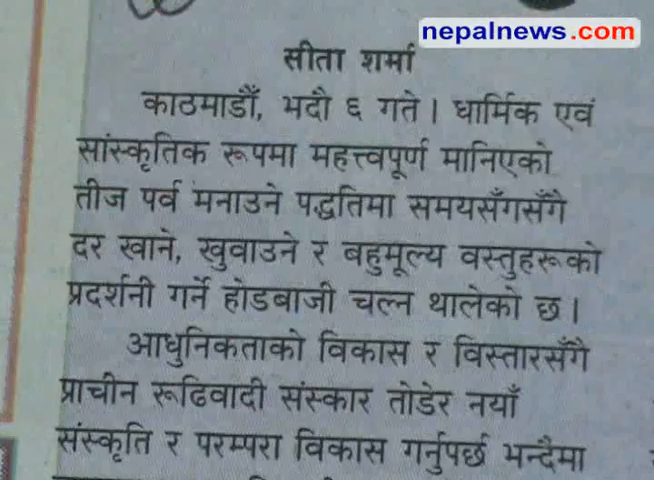 nepalnews.com
सीता शर्मा
काठमाडौं, भदौ ६ गते । धार्मिक एवं
सांस्कृतिक रूपमा महत्त्वपूर्ण मानिएको
तीज पर्व मनाउने पद्धतिमा समयसँगसँगै
दर खाने, खुवाउने र बहुमूल्य वस्तुहरूको
प्रदर्शनी गर्ने होडबाजी चल्न थालेको छ ।
आधुनिकताको विकास र विस्तारसँगै
प्राचीन रूढिवादी संस्कार तोडेर नयाँ
संस्कृति र परम्परा विकास गर्नुपर्छ भन्दैमा